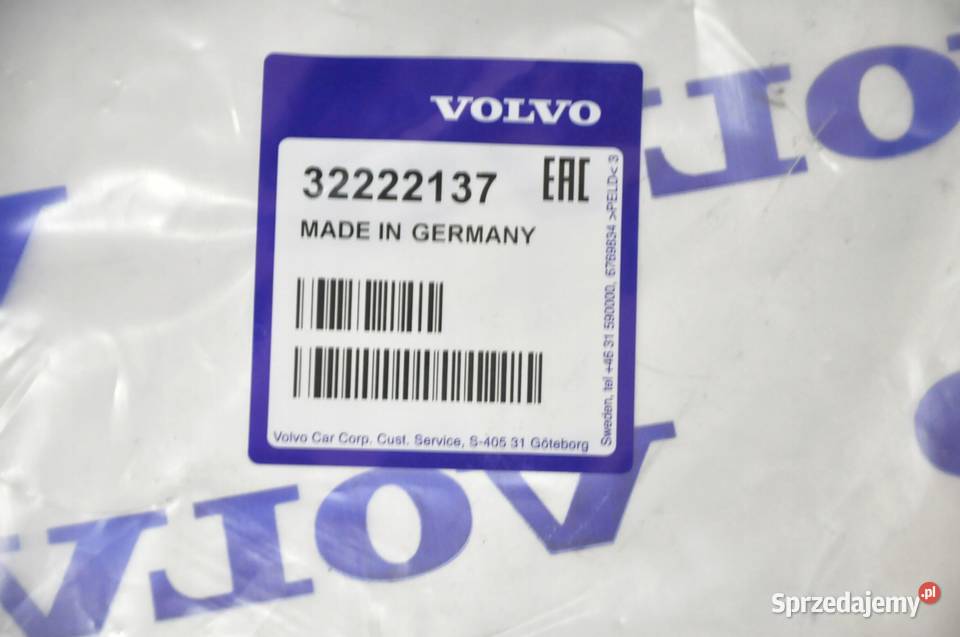 VOLVO
32222137
EAC
MADE IN GERMANY
Volvo Car Corp. Cust. Service, S-405 31 Göteborg
Sweden, tel +46 31 590000, 6769834 >PELD< 3
VOLVO
Sprzedajemy.pl